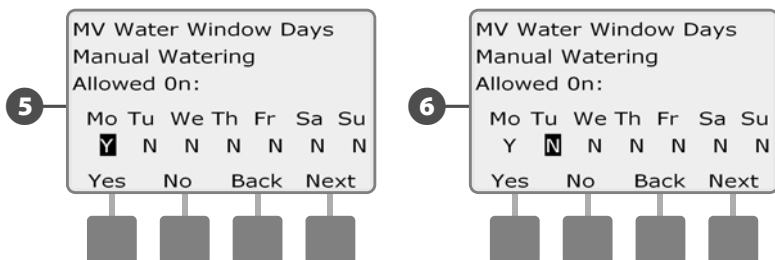 5
MV Water Window Days
Manual Watering
Allowed 0n:
Mo Tu We Th Fr Sa Su
Y N N N N N N
Yes No Back Next
6
MV Water Window Days
Manual Watering
Allowed 0n:
Mo Tu We Th Fr Sa Su
Y N N N N N N
Yes No Back Next